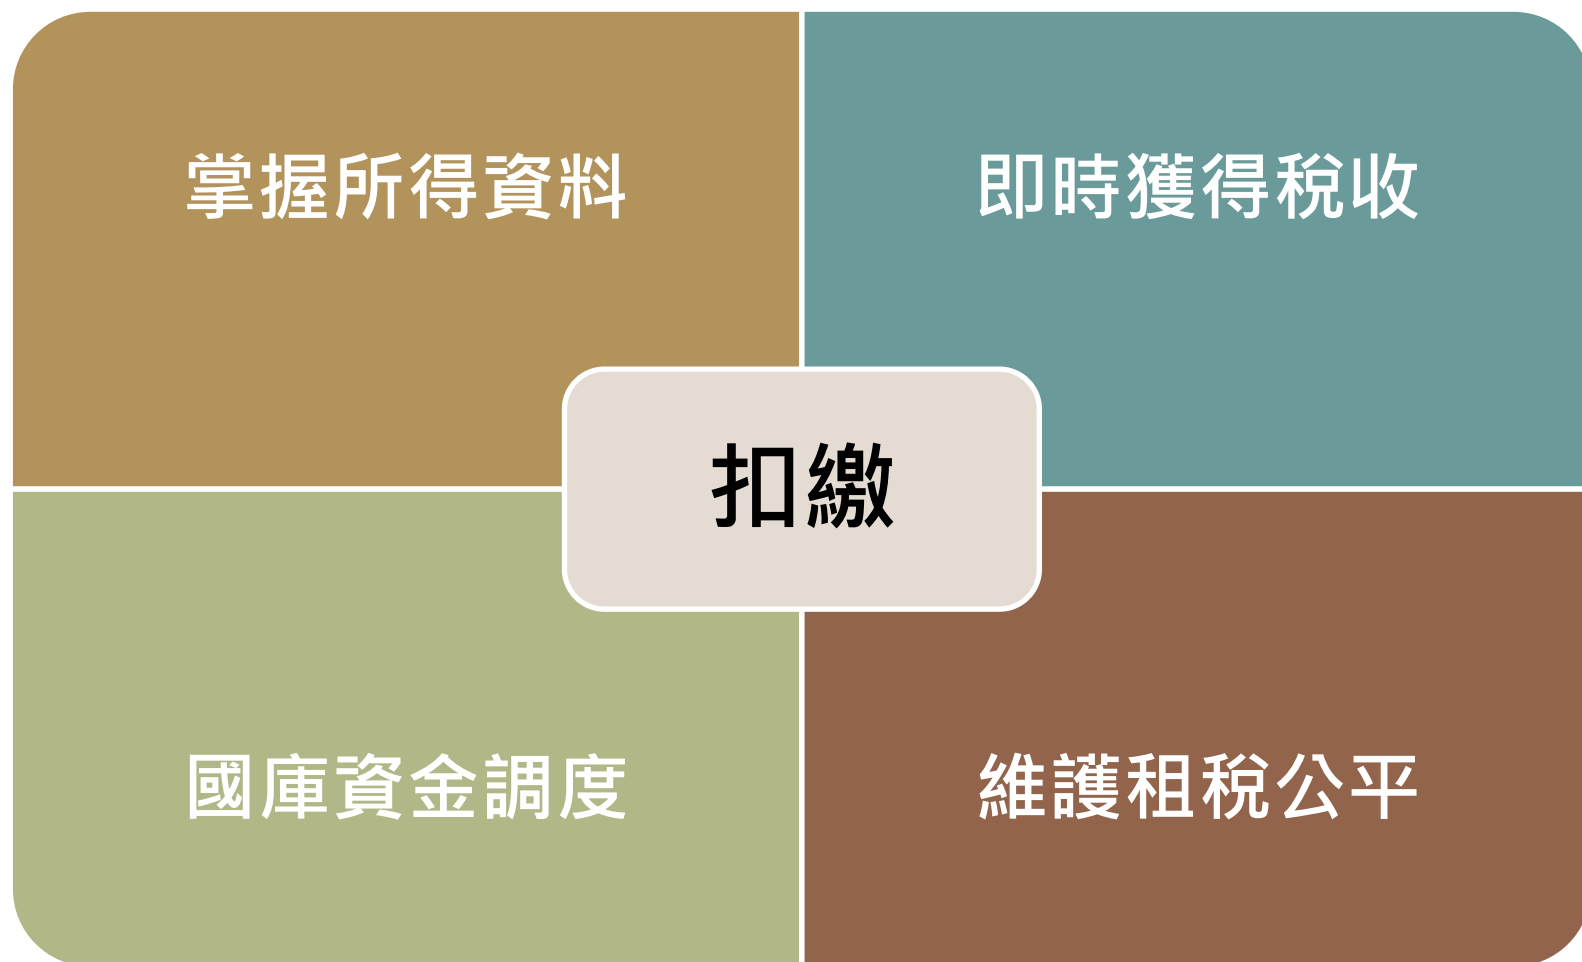 掌握所得資料
即時獲得稅收
扣繳
國庫資金調度
維護租稅公平